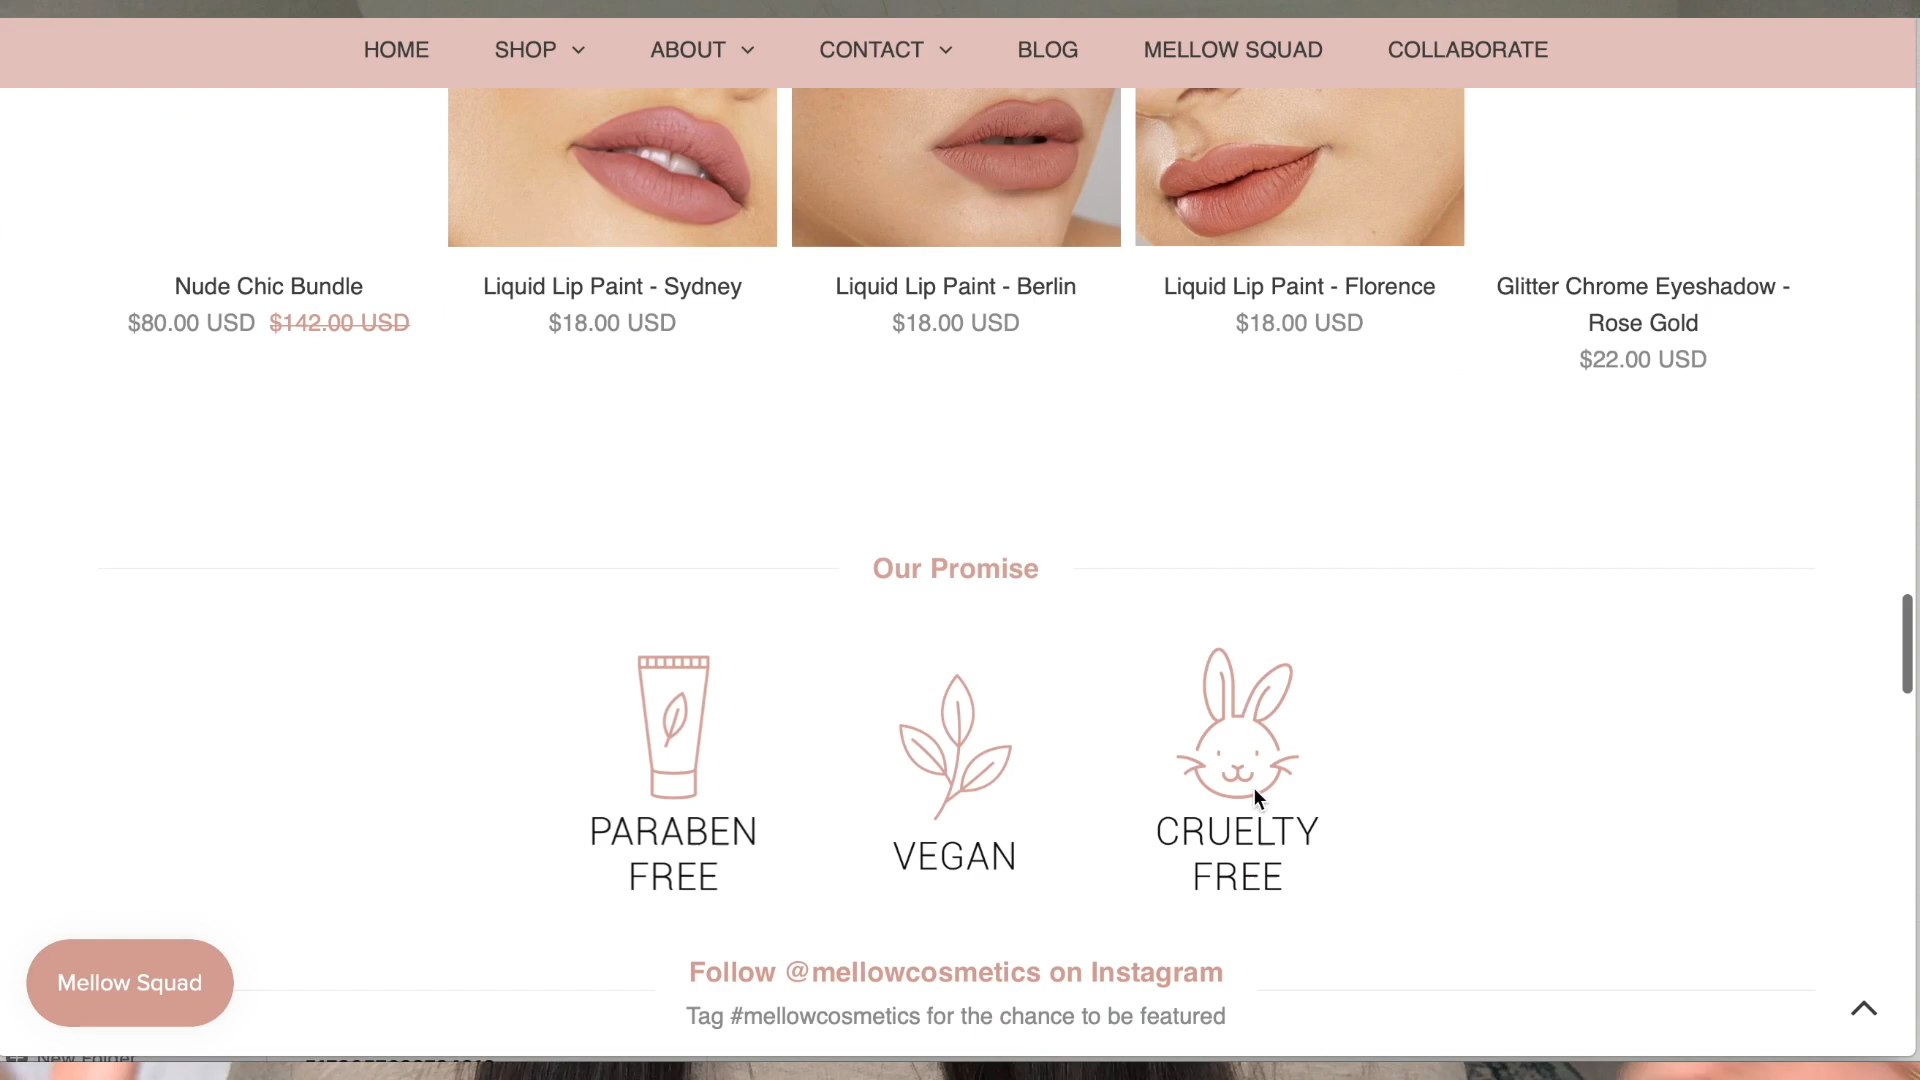 HOME SHOP ABOUT CONTACT BLOG MELLOW SQUAD COLLABORATE
Nude Chic Bundle
$80.00 USD $142.00 USD
Liquid Lip Paint - Sydney
$18.00 USD
Liquid Lip Paint - Berlin
$18.00 USD
Liquid Lip Paint - Florence
$18.00 USD
Glitter Chrome Eyeshadow -
Rose Gold
$22.00 USD
Our Promise
PARABEN
FREE
VEGAN
CRUELTY
FREE
Mellow Squad
Follow @mellowcosmetics on Instagram
Tag #mellowcosmetics for the chance to be featured
New Folder